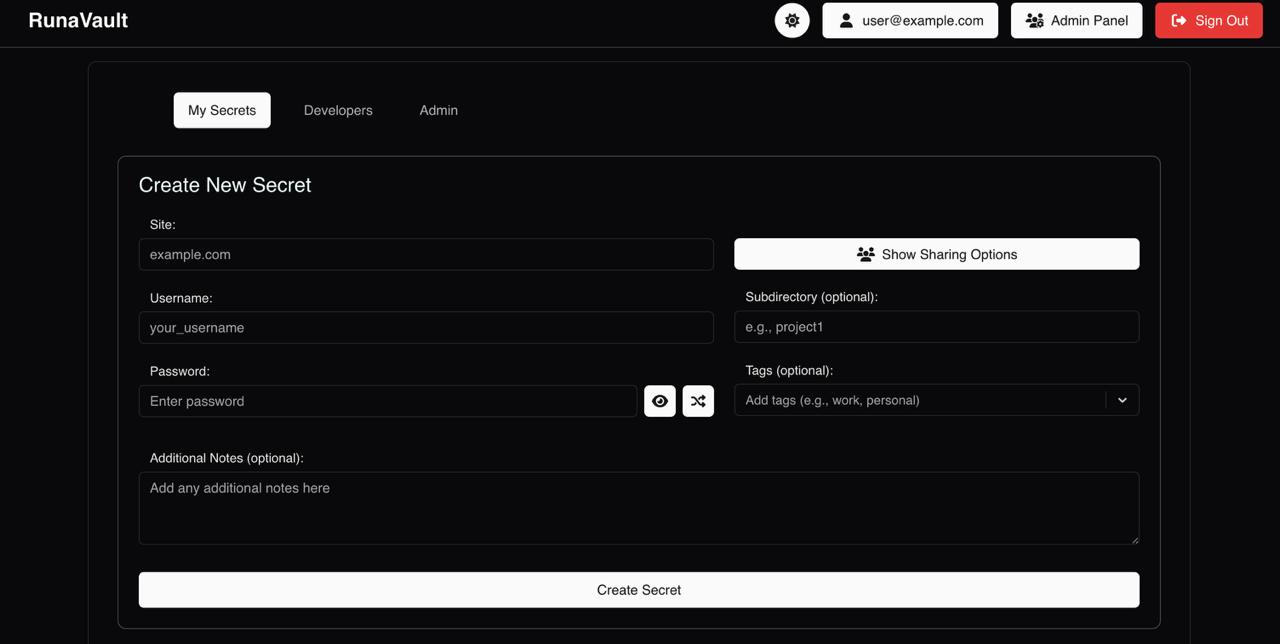 RunaVault
user@example.com
Admin Panel
Sign Out
My Secrets
Developers
Admin
Create New Secret
Site:
example.com
Show Sharing Options
Username:
your_username
Subdirectory (optional):
e.g., project1
Password:
Enter password
Tags (optional):
Add tags (e.g., work, personal)
Additional Notes (optional):
Add any additional notes here
Create Secret